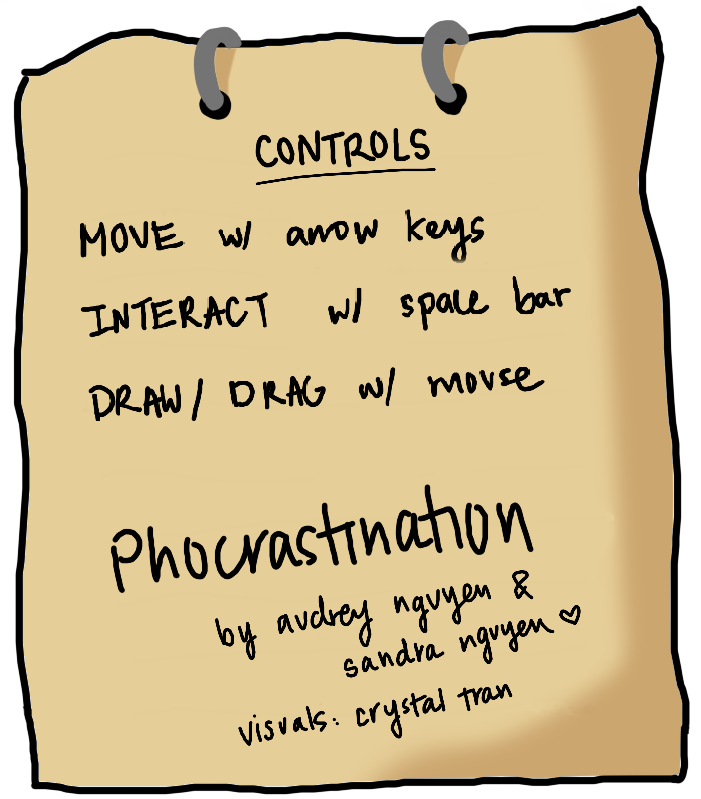 CONTROLS
MOVE w/ arrow keys
INTERACT w/ space bar
DRAW/ DRAG w/ mouse
Phocrastination
by audrey nguyen &
sandra nguyen ♡
visuals: crystal tran